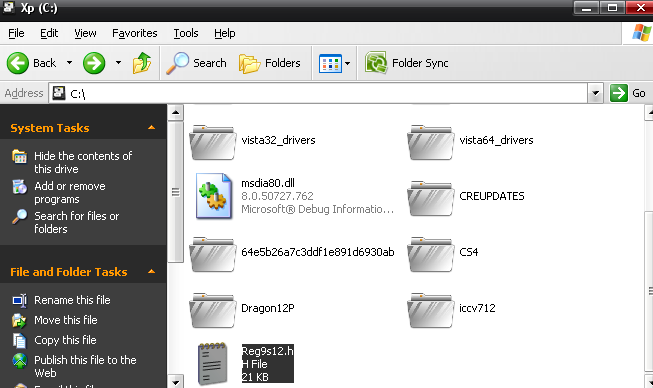 Xp (C:)
File Edit View Favorites Tools Help
Back Search Folders Folder Sync
Address C:\ Go
System Tasks
Hide the contents of
this drive
Add or remove
programs
Search for files or
folders
File and Folder Tasks
Rename this file
Move this file
Copy this file
Publish this file to the
Web
vista32_drivers
vista64_drivers
msdia80.dll
8.0.50727.762
Microsoft® Debug Informatio...
CREUPDATES
64e5b26a7c3ddf1e891d6930ab
CS4
Dragon12P
iccv712
Reg9s12.h
H File
21 KB